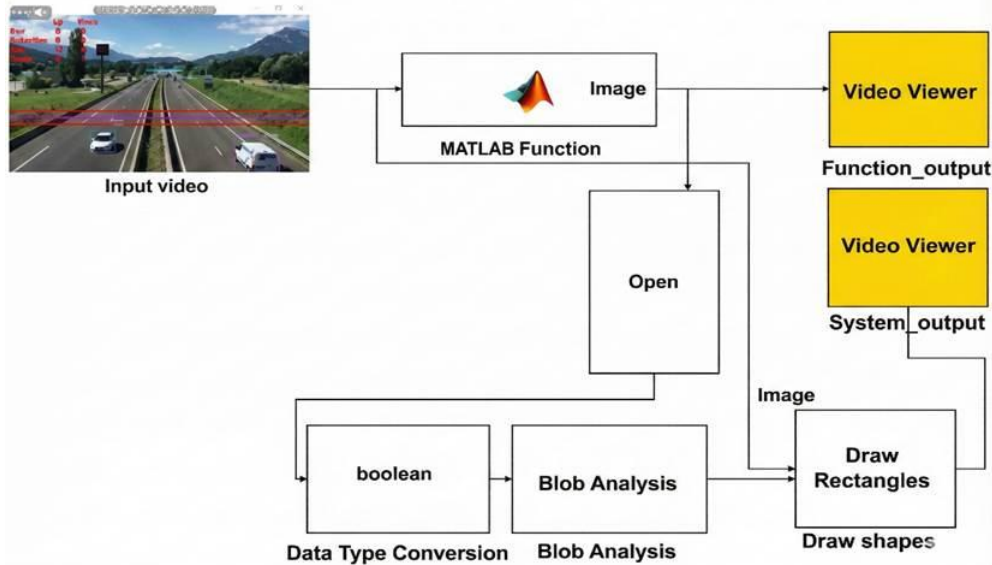 Up
Input video
Image
MATLAB Function
Video Viewer
Function_output
Open
Video Viewer
System_output
Image
boolean
Data Type Conversion
Blob Analysis
Blob Analysis
Draw
Rectangles
Draw shapes